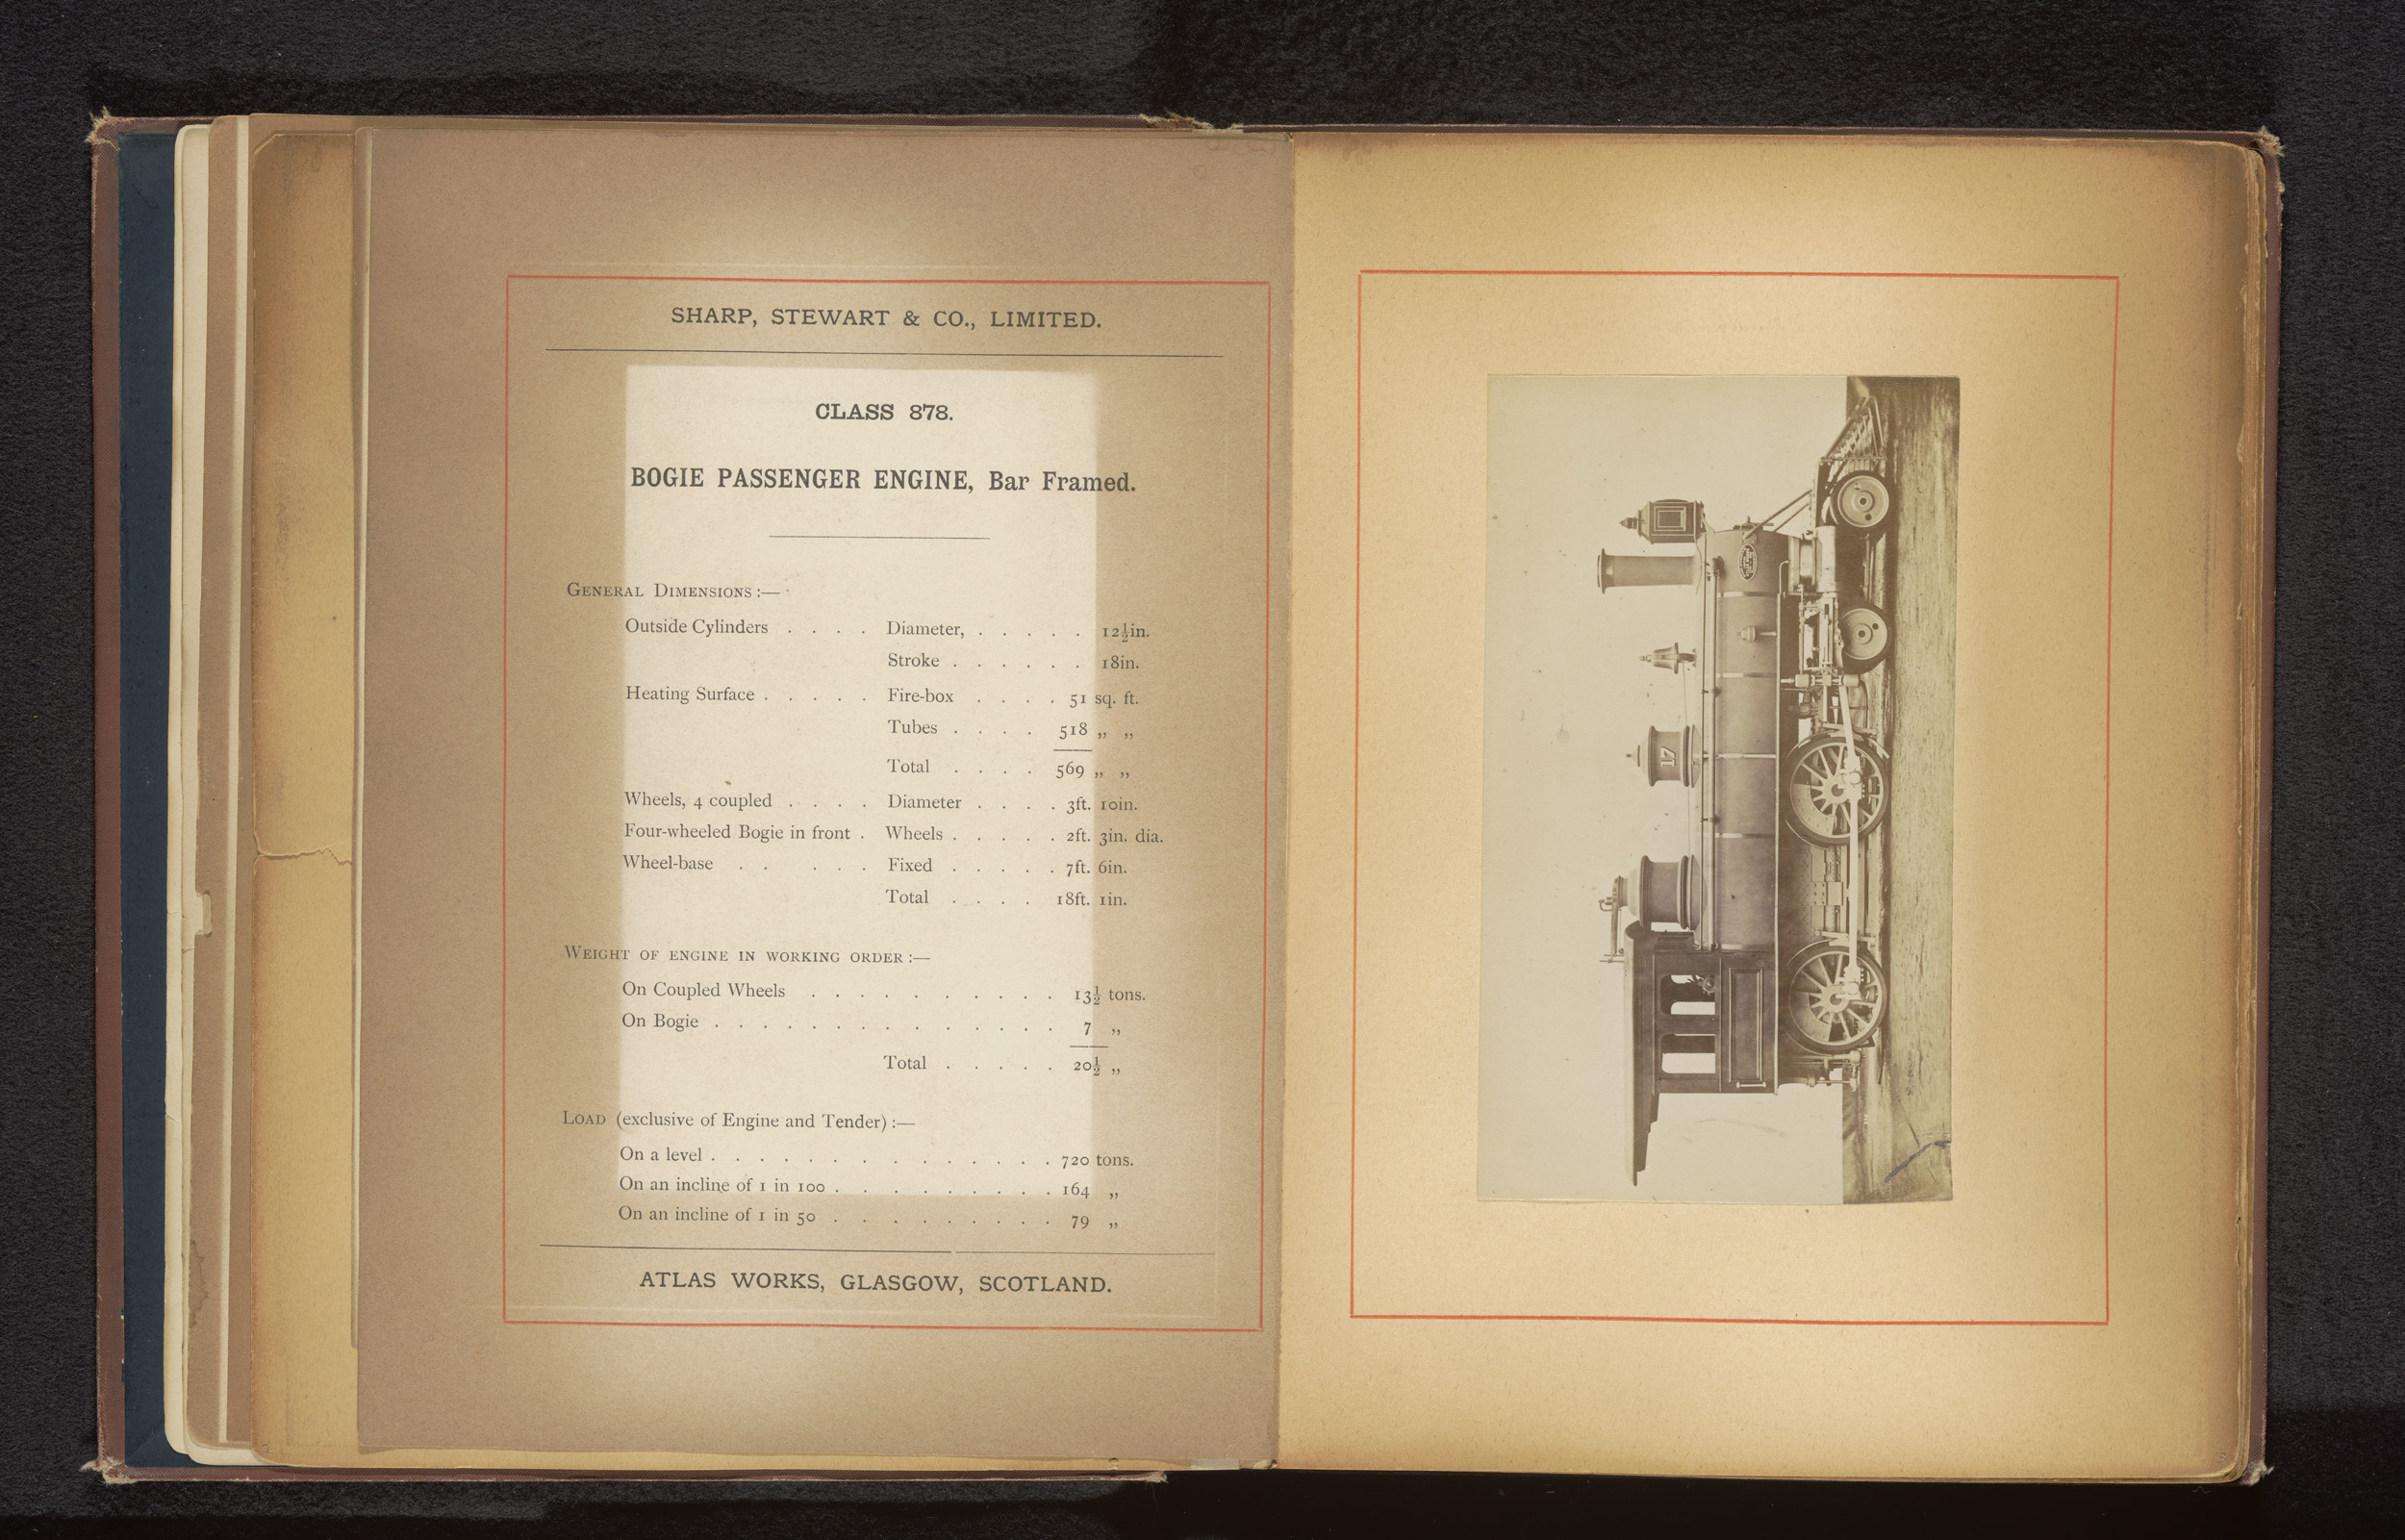 SHARP, STEWART & CO., LIMITED.
CLASS 878.
BOGIE PASSENGER ENGINE, Bar Framed.
GENERAL DIMENSIONS :—
Outside Cylinders . . . . Diameter, . . . . . 12½in.
Stroke . . . . . . 18in.
Heating Surface . . . . . Fire-box . . . . 51 sq. ft.
Tubes . . . . 518 „ „
Total . . . . 569 „ „
Wheels, 4 coupled . . . . Diameter . . . . 3ft. 10in.
Four-wheeled Bogie in front . Wheels . . . . . 2ft. 3in. dia.
Wheel-base . . . . . Fixed . . . . . 7ft. 6in.
Total . . . . 18ft. 1in.
WEIGHT OF ENGINE IN WORKING ORDER :—
On Coupled Wheels . . . . . . . . . . 13½ tons.
On Bogie . . . . . . . . . . . . . . 7 „
Total . . . . . 20½ „
LOAD (exclusive of Engine and Tender) :—
On a level . . . . . . . . . . . . . . 720 tons.
On an incline of 1 in 100 . . . . . . . . . 164 „
On an incline of 1 in 50 . . . . . . . . . 79 „
ATLAS WORKS, GLASGOW, SCOTLAND.
17